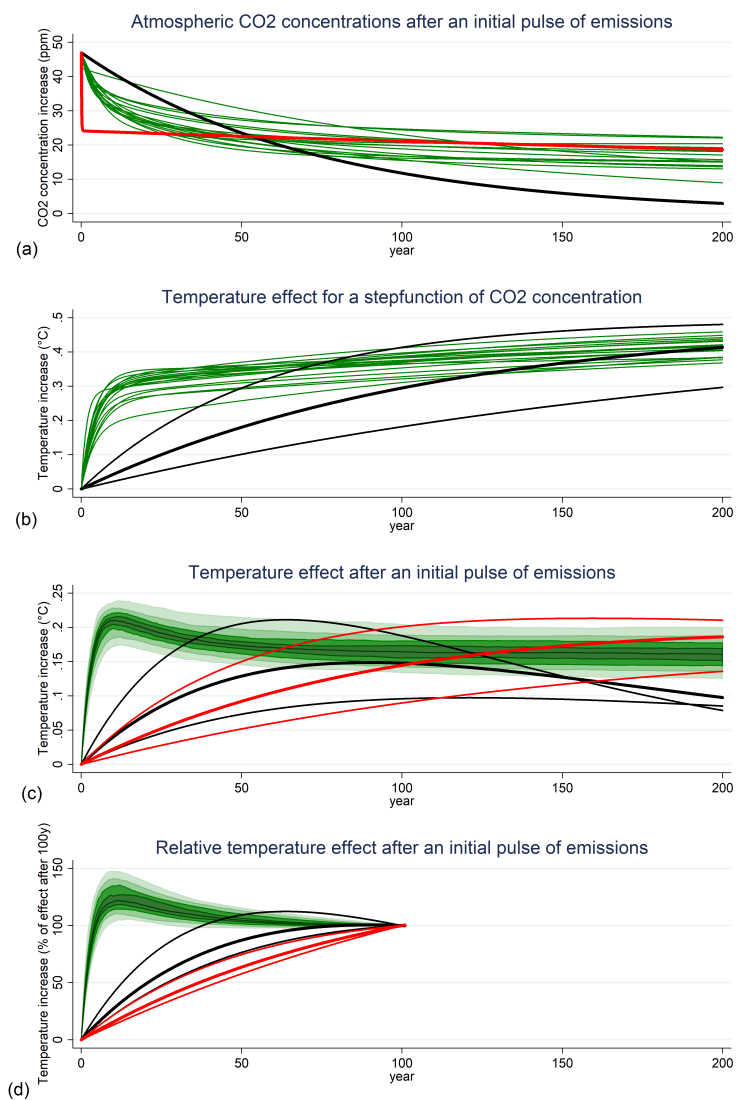 Atmospheric CO2 concentrations after an initial pulse of emissions
CO2 concentration increase (ppm)
50
40
30
20
10
0
0
50
100
150
200
year
(a)
Temperature effect for a stepfunction of CO2 concentration
Temperature increase (°C)
.5
.4
.3
.2
.1
0
0
50
100
150
200
year
(b)
Temperature effect after an initial pulse of emissions
Temperature increase (°C)
.25
.2
.15
.1
.05
0
0
50
100
150
200
year
(c)
Relative temperature effect after an initial pulse of emissions
Temperature increase (% of effect after 100y)
150
100
50
0
0
50
100
150
200
year
(d)